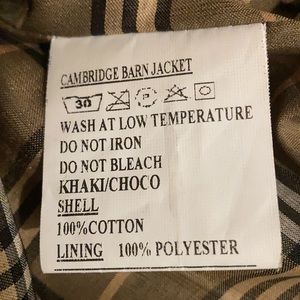 CAMBRIDGE BARN JACKET
30 P
WASH AT LOW TEMPERATURE
DO NOT IRON
DO NOT BLEACH
KHAKI/CHOCO
SHELL
100%COTTON
LINING 100% POLYESTER